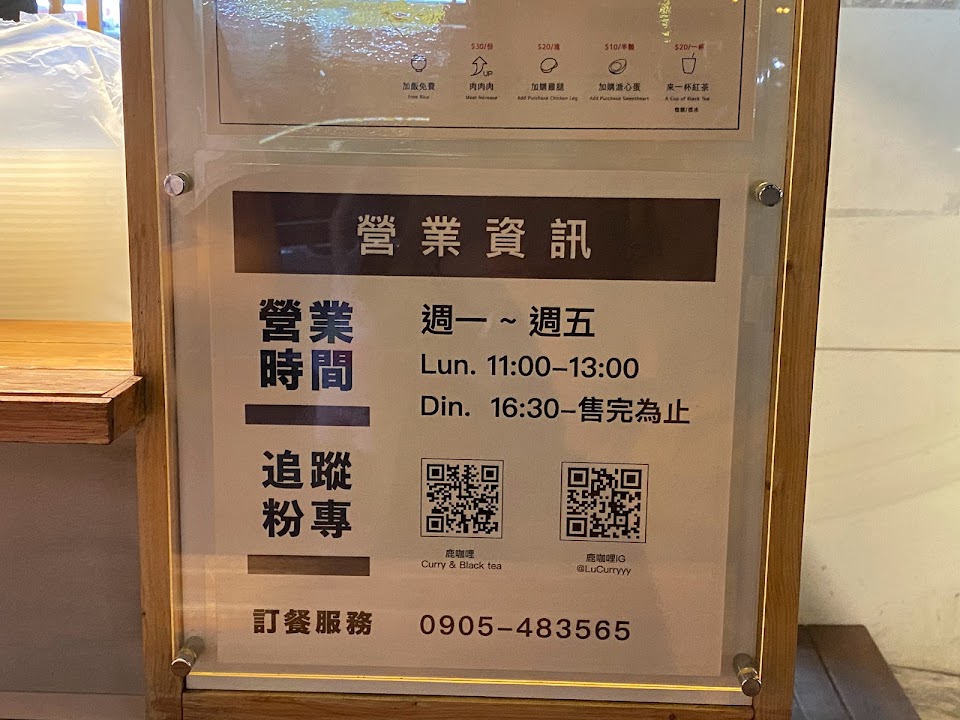 $30/份 $20/塊 $10/半顆 $20/一杯
UP
加飯免費 肉肉肉 加購雞腿 加購溏心蛋 來一杯紅茶
Free Rice Meat Increase Add Purchase Chicken Leg Add Purchase Sweetheart A Cup of Black Tea
營業資訊
營業
時間
週一 ~ 週五
Lun. 11:00–13:00
Din. 16:30–售完為止
追蹤
粉專
鹿咖哩
Curry & Black tea
鹿咖哩IG
@LuCurryyy
訂餐服務 0905–483565